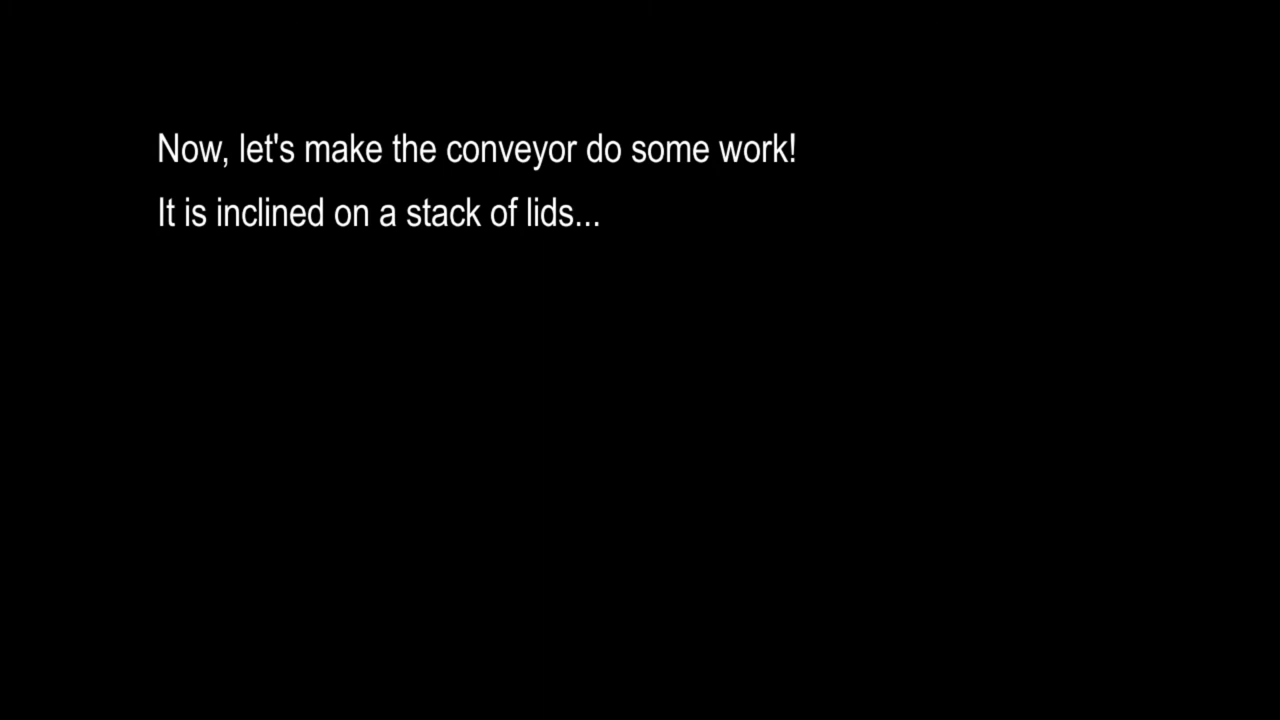 Now, let's make the conveyor do some work!
It is inclined on a stack of lids...